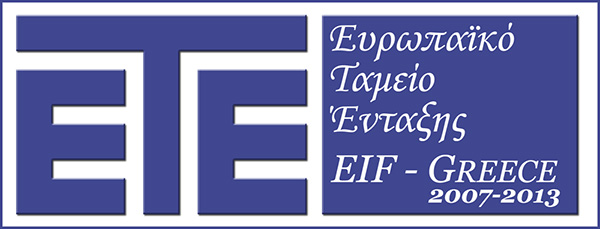 ΕΤΕ
Ευρωπαϊκό
Ταμείο
Ένταξης
EIF - GREECE
2007-2013